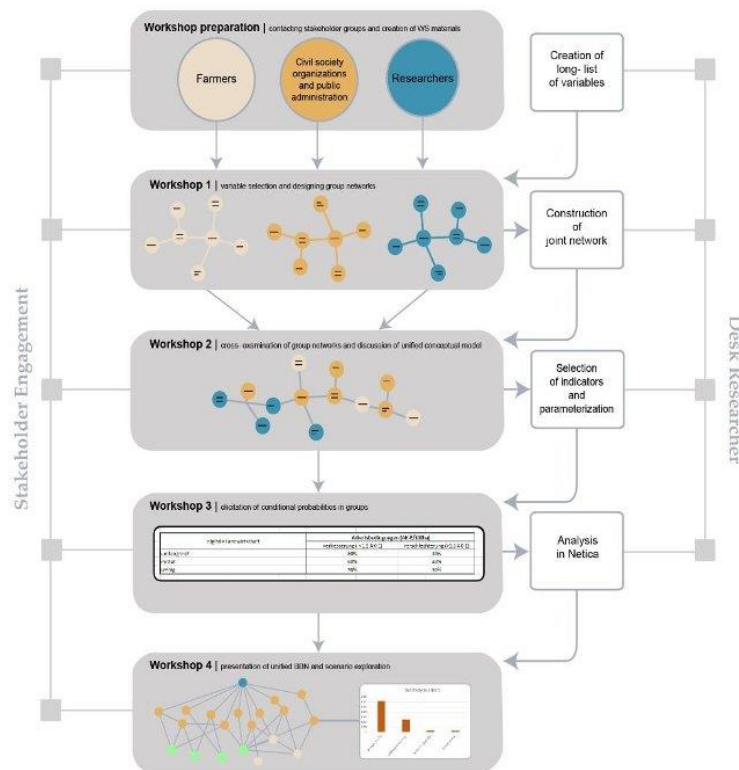 Workshop preparation | contacting stakeholder groups and creation of WS materials
Farmers
Civil society
organizations
and public
administration
Researchers
Creation of
long- list
of variables
Workshop 1 | variable selection and designing group networks
Construction
of
joint network
Workshop 2 | cross- examination of group networks and discussion of unified conceptual model
Selection
of indicators
and
parameterization
Workshop 3 | elicitation of conditional probabilities in groups
Analysis
in Netica
Workshop 4 | presentation of unified BBN and scenario exploration
Stakeholder Engagement
Desk Researcher